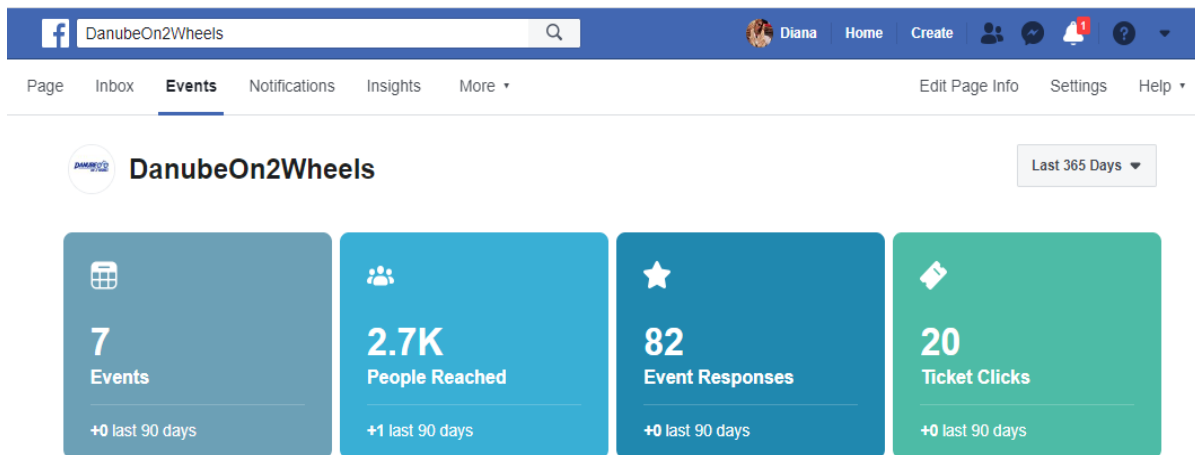 f DanubeOn2Wheels Diana Home Create 1 ?
Page Inbox Events Notifications Insights More Edit Page Info Settings Help
DanubeOn2Wheels Last 365 Days
7
Events
+0 last 90 days
2.7K
People Reached
+1 last 90 days
82
Event Responses
+0 last 90 days
20
Ticket Clicks
+0 last 90 days